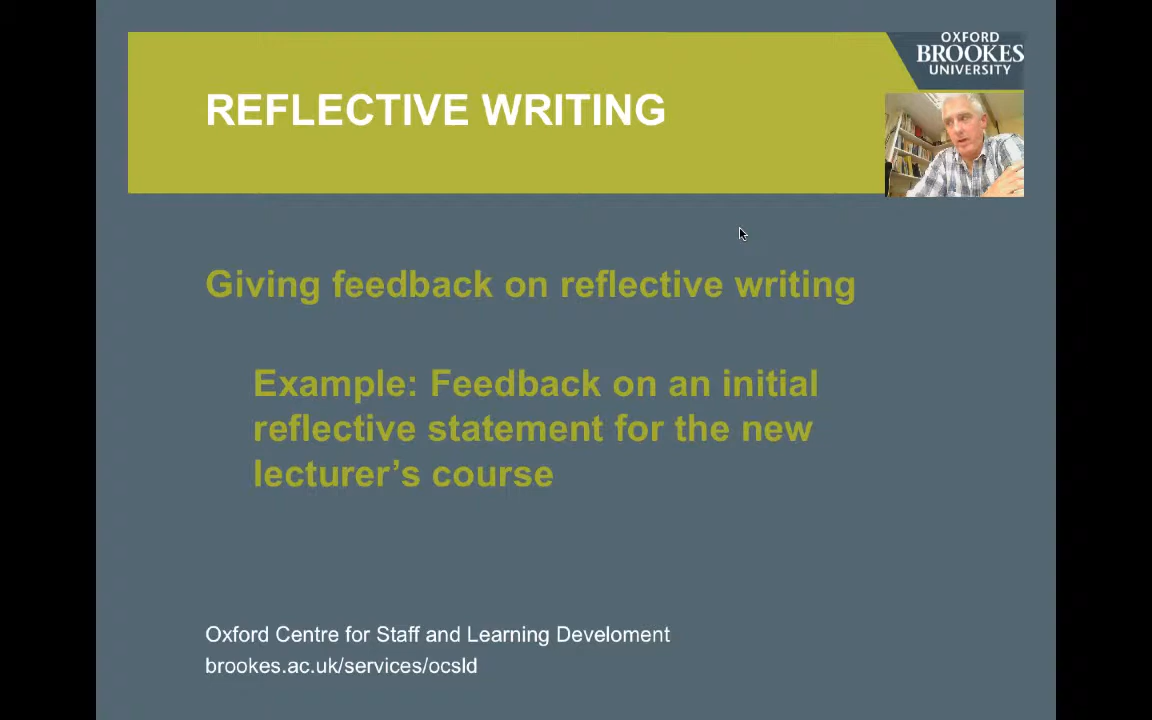 OXFORD
BROOKES
UNIVERSITY
REFLECTIVE WRITING
Giving feedback on reflective writing
Example: Feedback on an initial
reflective statement for the new
lecturer’s course
Oxford Centre for Staff and Learning Develoment
brookes.ac.uk/services/ocsld